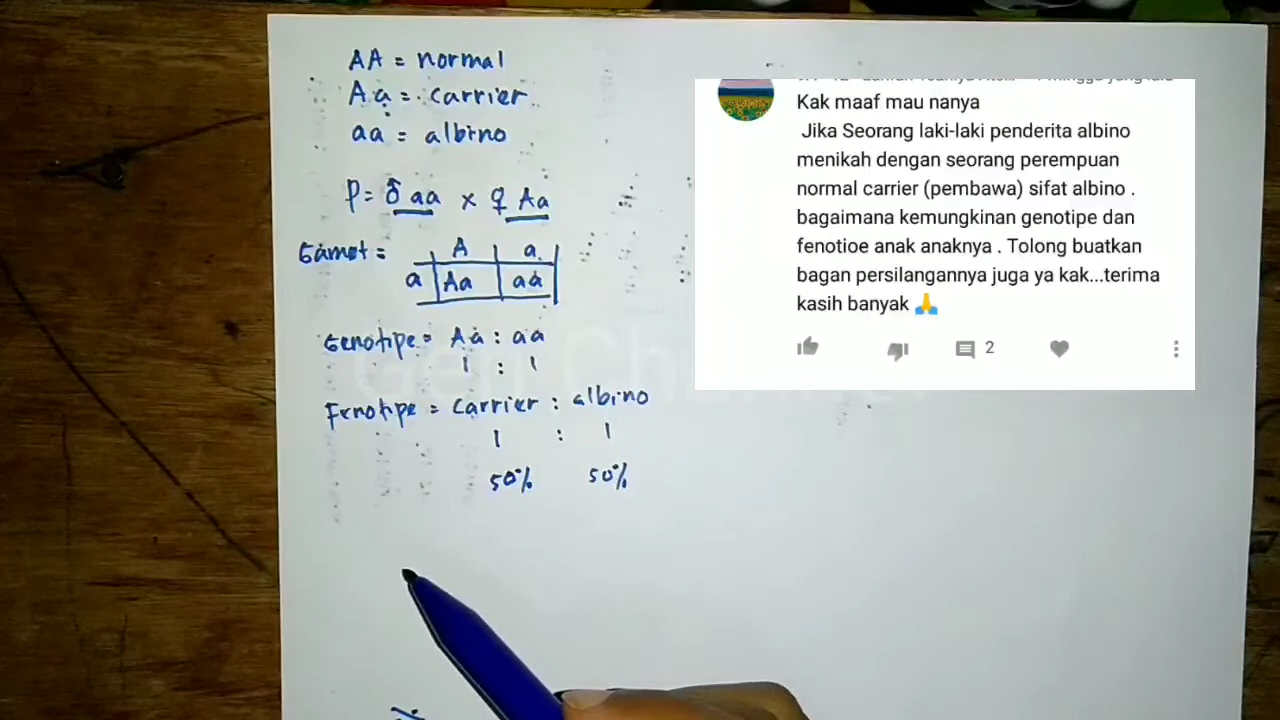 AA = normal
Aa = carrier
aa = albino
P = ♂ aa x ♀ Aa
Gamet =
A a
a Aa aa
Genotipe = Aa : aa
1 : 1
Fenotipe = carrier : albino
1 : 1
50% 50%
Kak maaf mau nanya
Jika Seorang laki-laki penderita albino
menikah dengan seorang perempuan
normal carrier (pembawa) sifat albino .
bagaimana kemungkinan genotipe dan
fenotioe anak anaknya . Tolong buatkan
bagan persilangannya juga ya kak...terima
kasih banyak 🙏
2